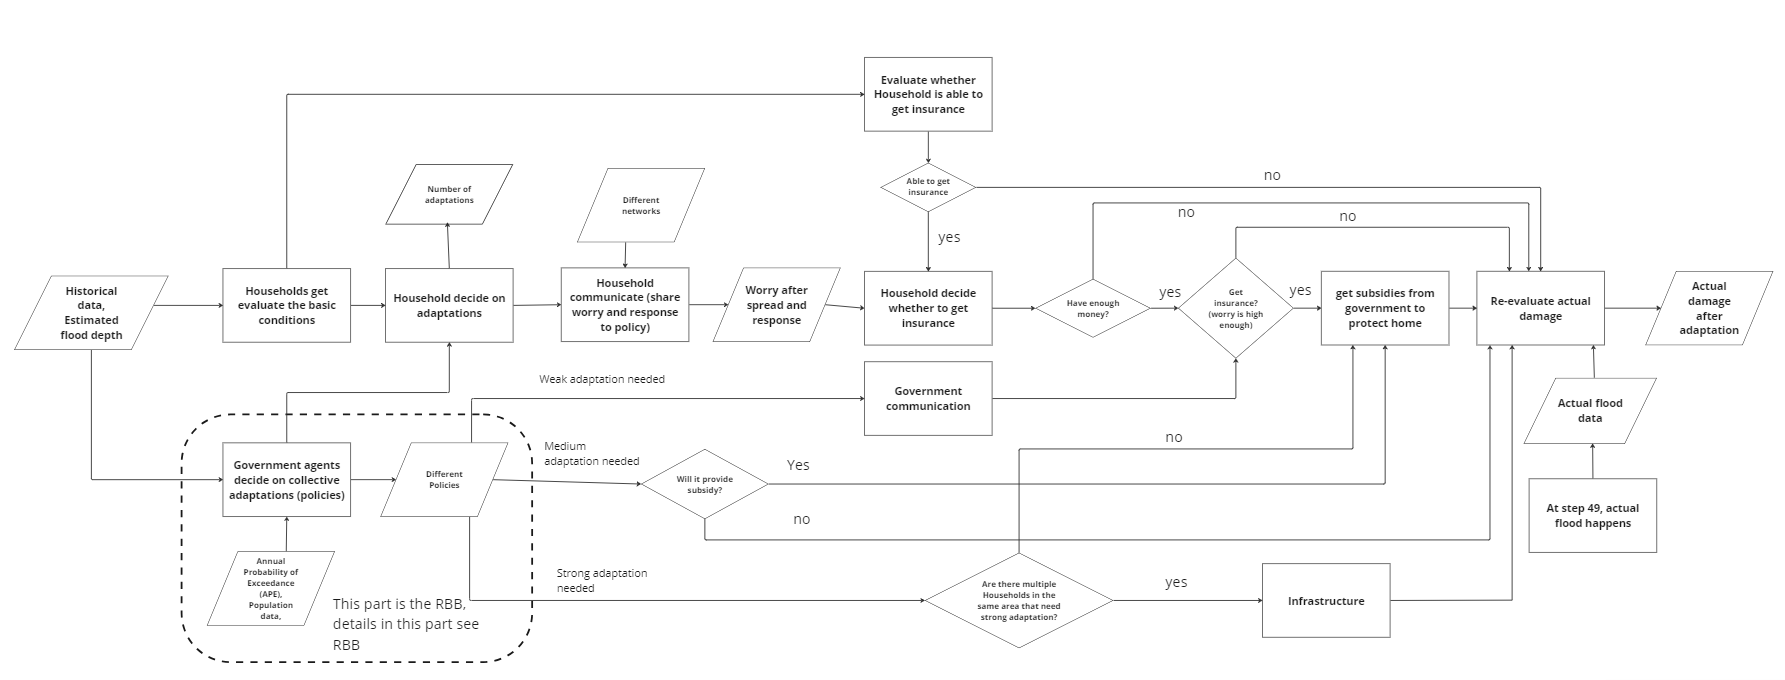 Evaluate whether
Household is able to
get insurance
Able to get
insurance
no
yes
no
no
Number of
adaptations
Different
networks
Historical
data,
Estimated
flood depth
Households get
evaluate the basic
conditions
Household decide on
adaptations
Household
communicate (share
worry and response
to policy)
Worry after
spread and
response
Household decide
whether to get
insurance
Have enough
money?
yes
Get
insurance?
(worry is high
enough)
yes
get subsidies from
government to
protect home
Re-evaluate actual
damage
Actual
damage
after
adaptation
Weak adaptation needed
Government
communication
Actual flood
data
no
Government agents
decide on collective
adaptations (policies)
Different
Policies
Medium
adaptation needed
Will it provide
subsidy?
Yes
no
At step 49, actual
flood happens
Annual
Probability of
Exceedance
(APE),
Population
data,
This part is the RBB,
details in this part see
RBB
Strong adaptation
needed
Are there multiple
Households in the
same area that need
strong adaptation?
yes
Infrastructure